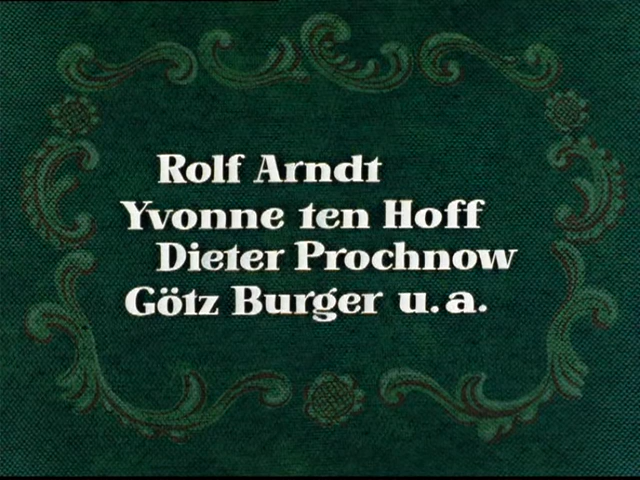 Rolf Arndt
Yvonne ten Hoff
Dieter Prochnow
Götz Burger u.a.